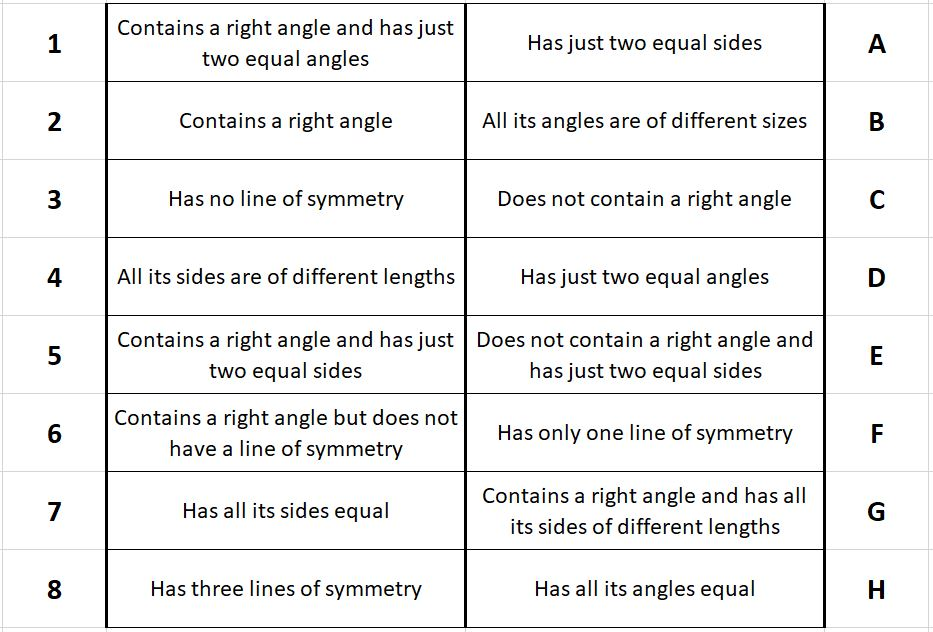 1
Contains a right angle and has just
two equal angles
Has just two equal sides
A
2
Contains a right angle
All its angles are of different sizes
B
3
Has no line of symmetry
Does not contain a right angle
C
4
All its sides are of different lengths
Has just two equal angles
D
5
Contains a right angle and has just
two equal sides
Does not contain a right angle and
has just two equal sides
E
6
Contains a right angle but does not
have a line of symmetry
Has only one line of symmetry
F
7
Has all its sides equal
Contains a right angle and has all
its sides of different lengths
G
8
Has three lines of symmetry
Has all its angles equal
H